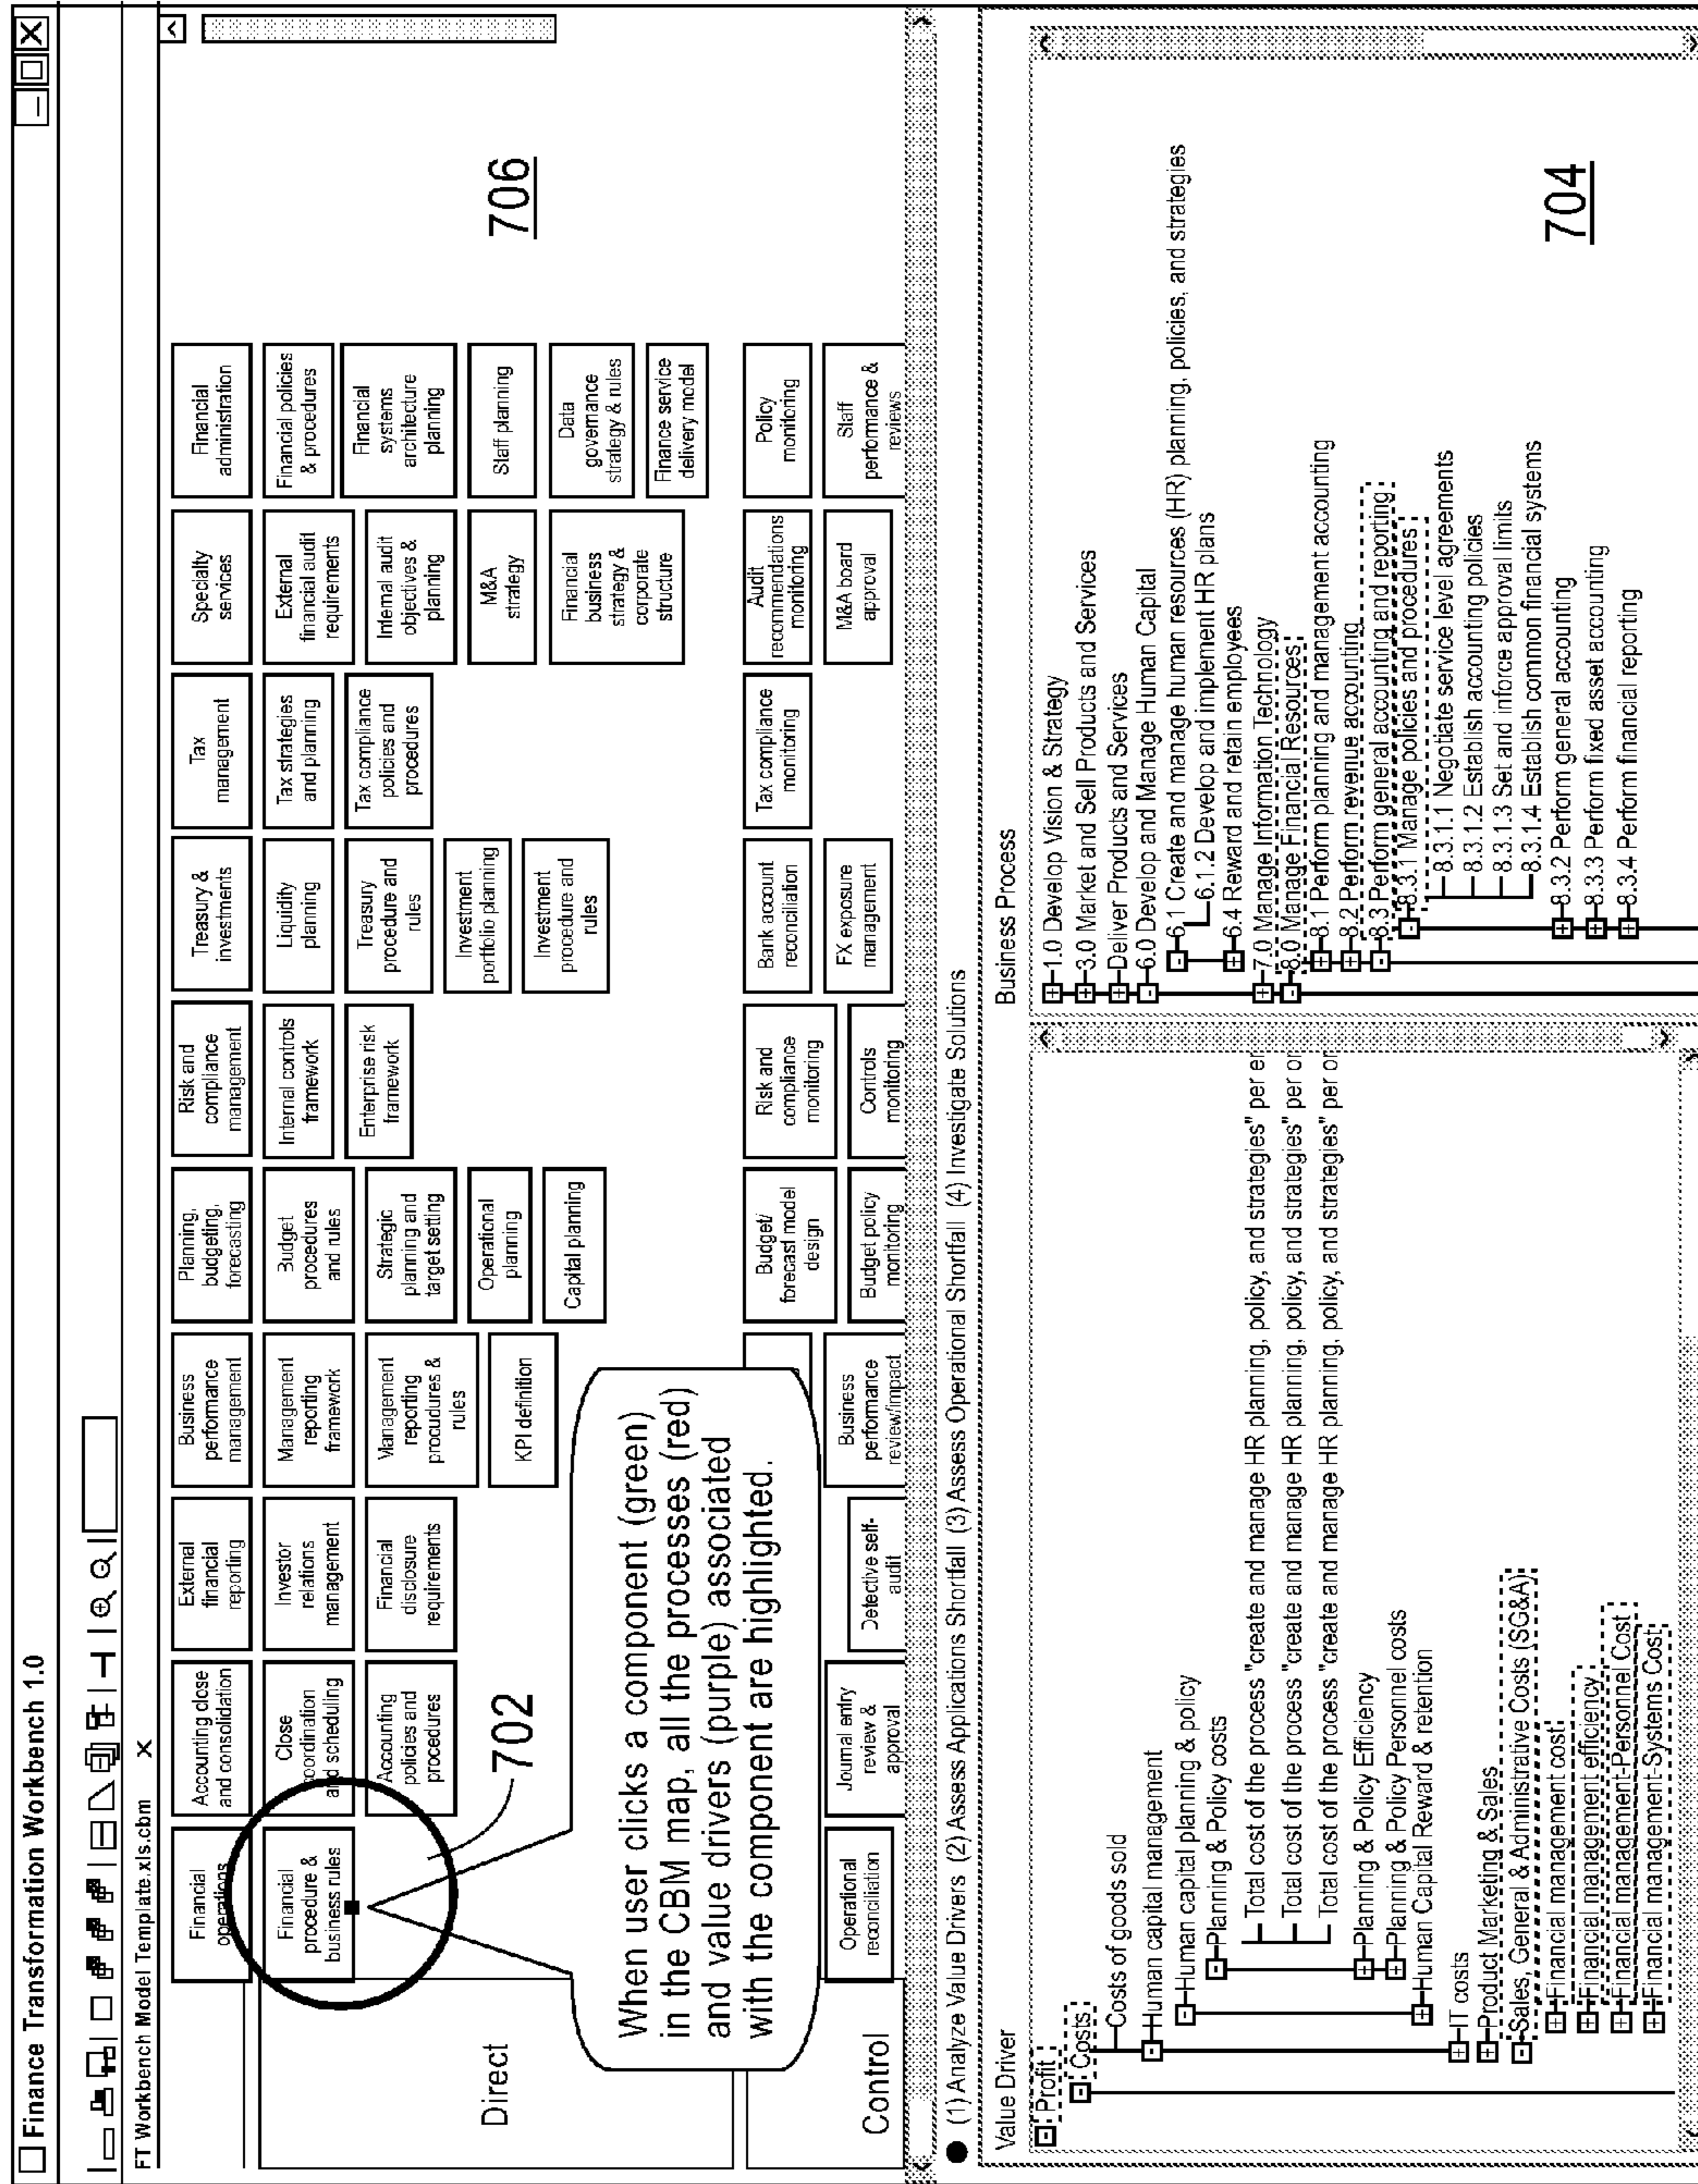 Finance Transformation Workbench 1.0
FT Workbench Model Template.xls.cbm X
Financial
operations
Accounting close
and consolidation
External
financial
reporting
Business
performance
management
Planning,
budgeting,
forecasting
Risk and
compliance
management
Treasury &
investments
Tax
management
Specialty
services
Financial
administration
Direct
Financial
procedure &
business rules
Close
coordination
and scheduling
Accounting
policies and
procedures
Investor
relations
management
Financial
disclosure
requirements
Management
reporting
framework
Management
reporting
procudures &
rules
KPI definition
Budget
procedures
and rules
Strategic
planning and
target setting
Operational
planning
Capital planning
Internal controls
framework
Enterprise risk
framework
Liquidity
planning
Treasury
procedure and
rules
Investment
portfolio planning
Investment
procedure and
rules
Tax strategies
and planning
Tax compliance
policies and
procedures
External
financial audit
requirements
Internal audit
objectives &
planning
M&A
strategy
Financial
business
strategy &
corporate
structure
Financial policies
& procedures
Financial
systems
architecture
planning
Staff planning
Data
governance
strategy & rules
Finance service
delivery model
702
706
When user clicks a component (green)
in the CBM map, all the processes (red)
and value drivers (purple) associated
with the component are highlighted.
Control
Operational
reconciliation
Journal entry
review &
approval
Detective self-
audit
Business
performance
review/impact
Budget/
forecast model
design
Budget policy
monitoring
Risk and
compliance
monitoring
Controls
monitoring
Bank account
reconciliation
FX exposure
management
Tax compliance
monitoring
Audit
recommendations
monitoring
M&A board
approval
Policy
monitoring
Staff
performance &
reviews
(1) Analyze Value Drivers (2) Assess Applications Shortfall (3) Assess Operational Shortfall (4) Investigate Solutions
Value Driver
Profit
Costs
Costs of goods sold
Human capital management
Human capital planning & policy
Planning & Policy costs
Total cost of the process "create and manage HR planning, policy, and strategies" per er
Total cost of the process "create and manage HR planning, policy, and strategies" per or
Total cost of the process "create and manage HR planning, policy, and strategies" per or
Planning & Policy Efficiency
Planning & Policy Personnel costs
Human Capital Reward & retention
IT costs
Product Marketing & Sales
Sales, General & Administrative Costs (SG&A)
Financial management cost
Financial management efficiency
Financial management-Personnel Cost
Financial management-Systems Cost
Business Process
1.0 Develop Vision & Strategy
3.0 Market and Sell Products and Services
Deliver Products and Services
6.0 Develop and Manage Human Capital
6.1 Create and manage human resources (HR) planning, policies, and strategies
6.1.2 Develop and implement HR plans
6.4 Reward and retain employees
7.0 Manage Information Technology
8.0 Manage Financial Resources
8.1 Perform planning and management accounting
8.2 Perform revenue accounting
8.3 Perform general accounting and reporting
8.3.1 Manage policies and procedures
8.3.1.1 Negotiate service level agreements
8.3.1.2 Establish accounting policies
8.3.1.3 Set and inforce approval limits
8.3.1.4 Establish common financial systems
8.3.2 Perform general accounting
8.3.3 Perform fixed asset accounting
8.3.4 Perform financial reporting
704